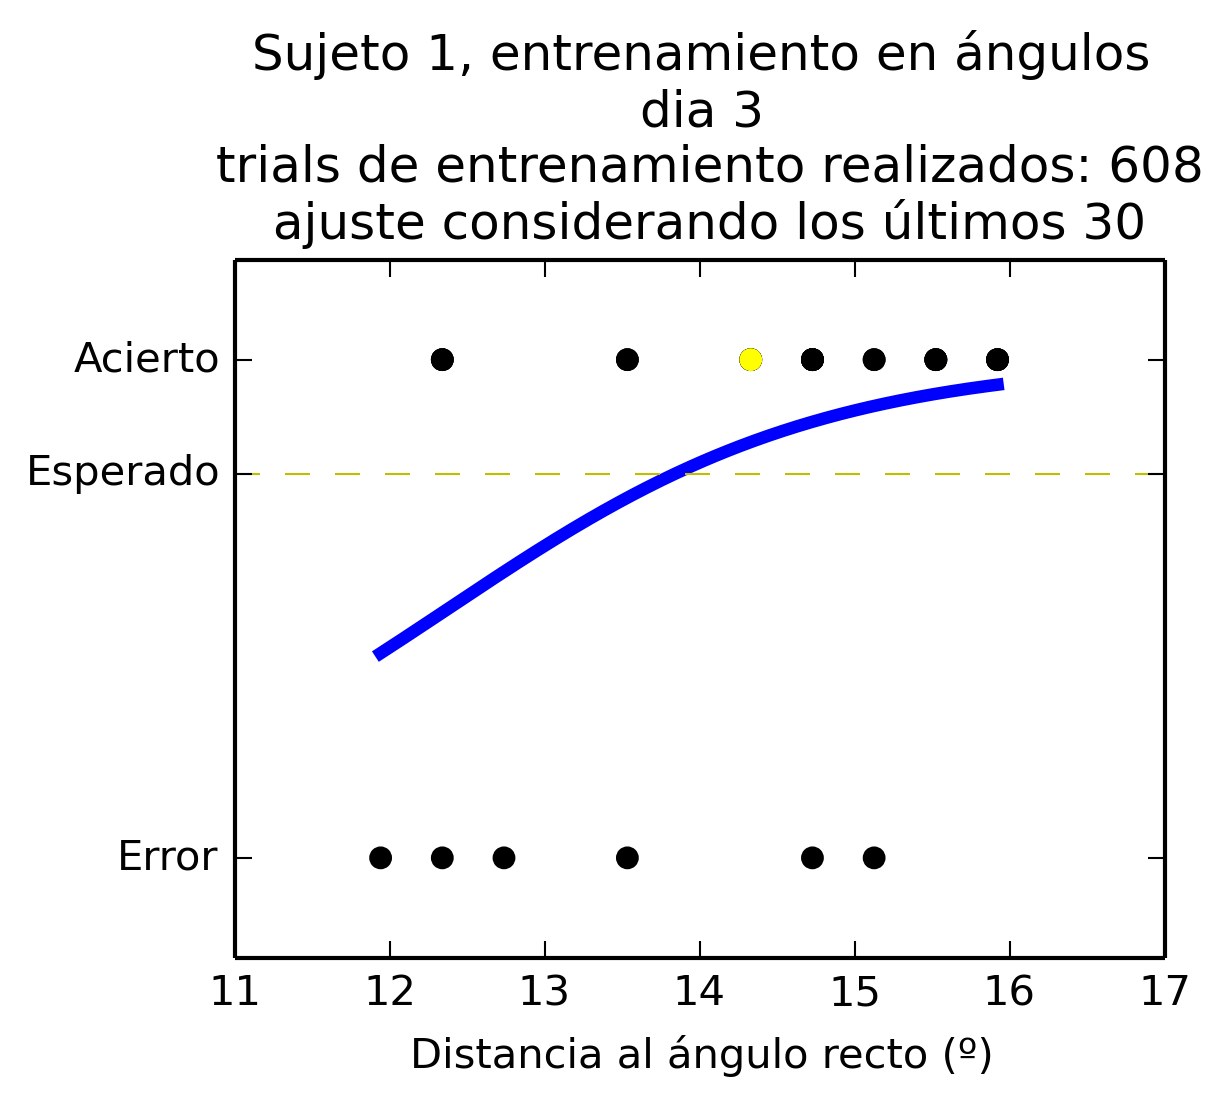 Sujeto 1, entrenamiento en ángulos
dia 3
trials de entrenamiento realizados: 608
ajuste considerando los últimos 30
Acierto
Esperado
Error
11 12 13 14 15 16 17
Distancia al ángulo recto (º)